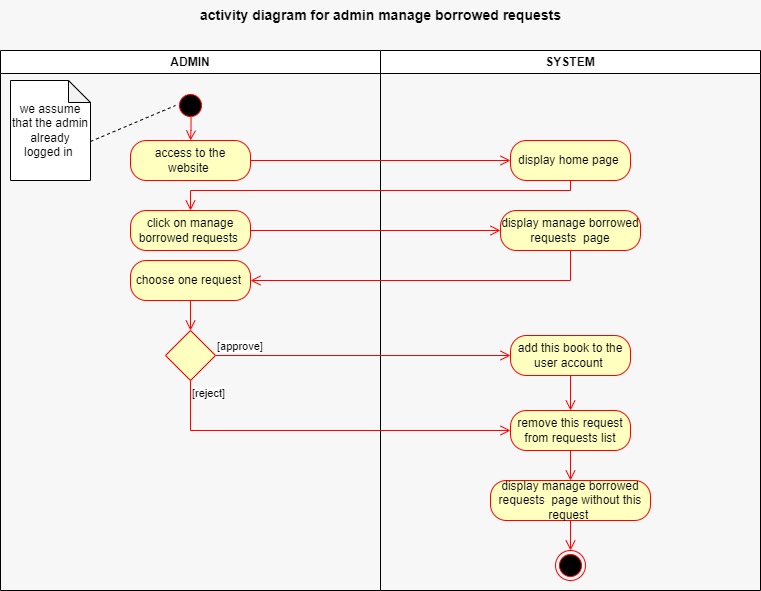 activity diagram for admin manage borrowed requests
ADMIN
SYSTEM
we assume
that the admin
already
logged in
access to the
website
display home page
click on manage
borrowed requests
display manage borrowed
requests page
choose one request
[approve]
add this book to the
user account
[reject]
remove this request
from requests list
display manage borrowed
requests page without this
request